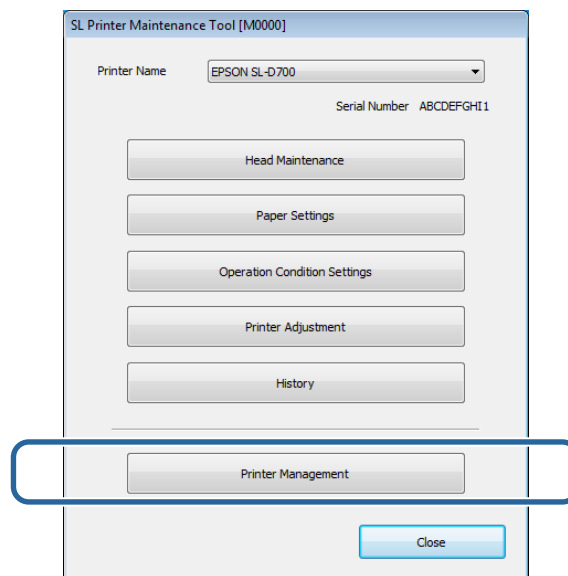 SL Printer Maintenance Tool [M0000]
Printer Name EPSON SL-D700
Serial Number ABCDEFGHI1
Head Maintenance
Paper Settings
Operation Condition Settings
Printer Adjustment
History
Printer Management
Close